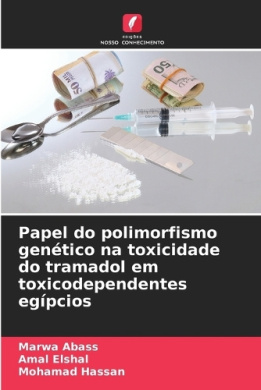 edições
NOSSO CONHECIMENTO
50
Papel do polimorfismo
genético na toxicidade
do tramadol em
toxicodependentes
egípcios
Marwa Abass
Amal Elshal
Mohamad Hassan